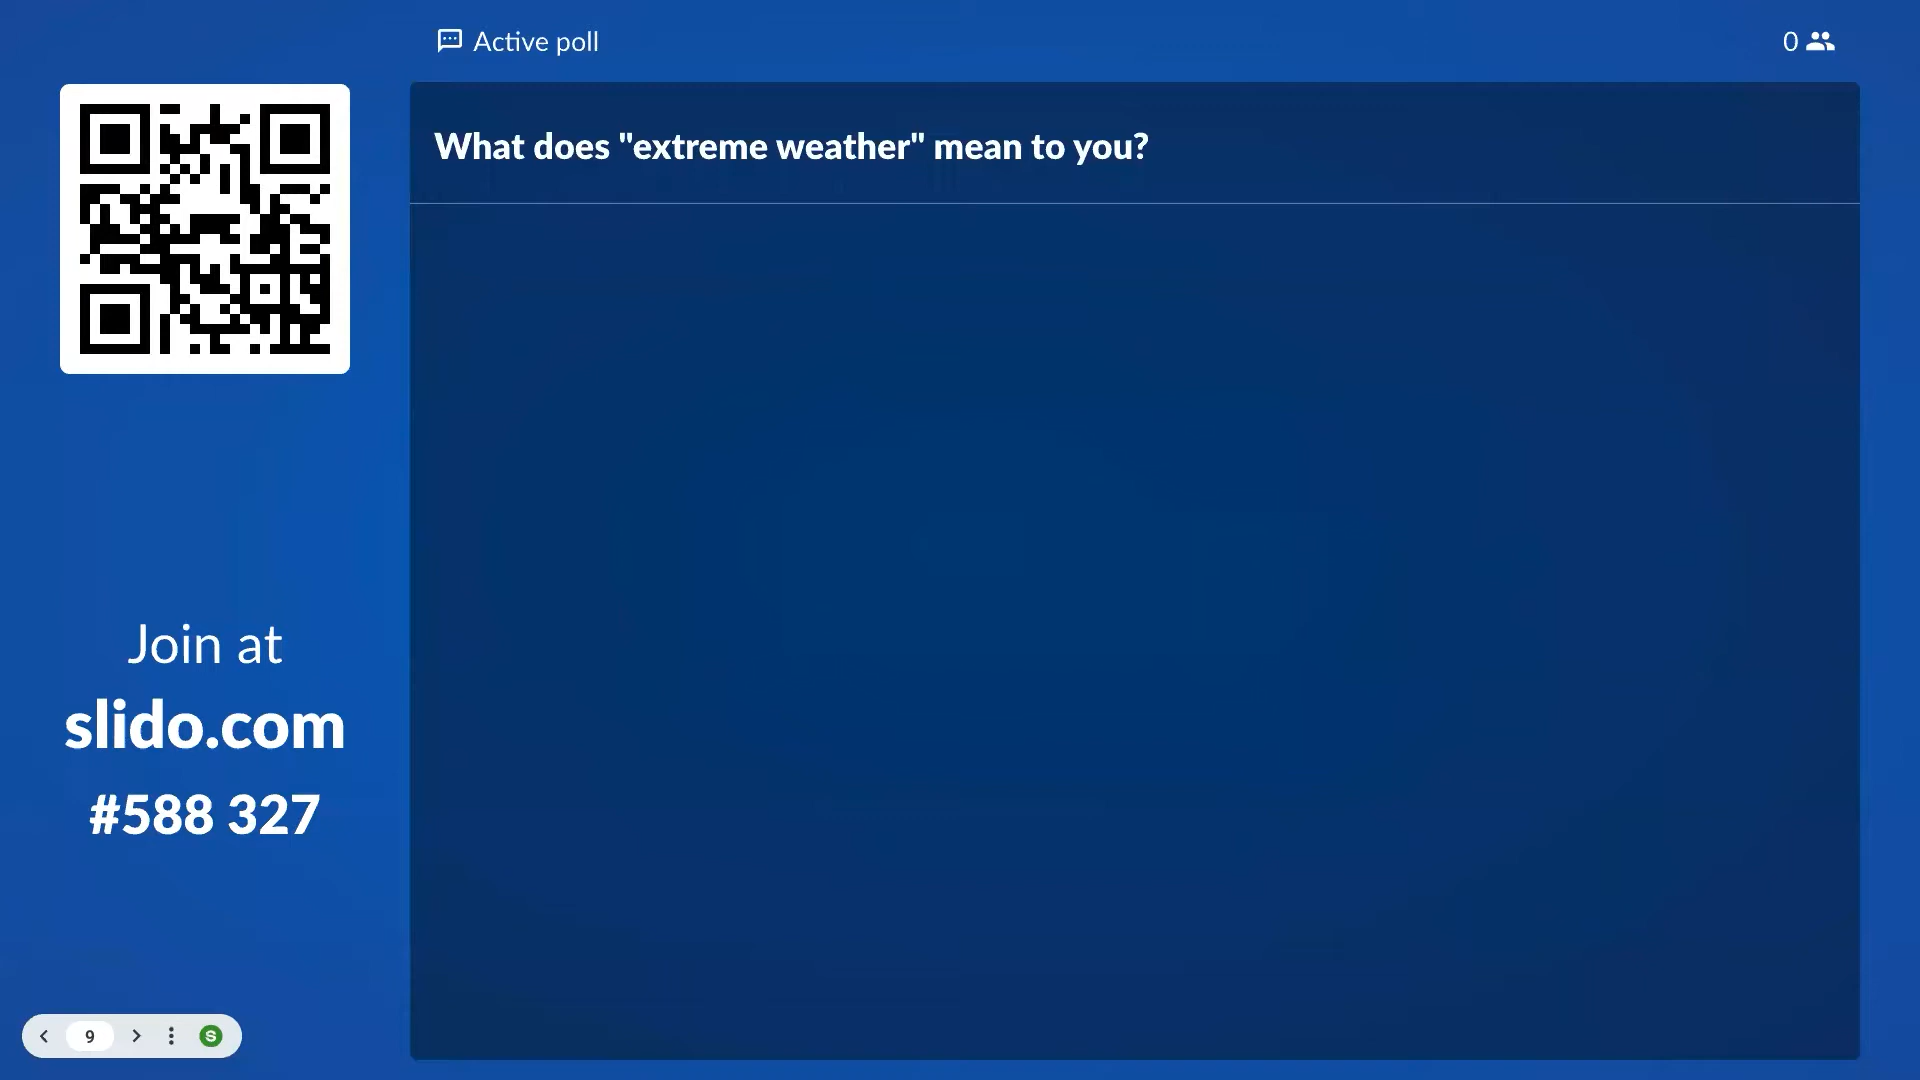 Active poll
0
What does "extreme weather" mean to you?
Join at
slido.com
#588 327
9
S